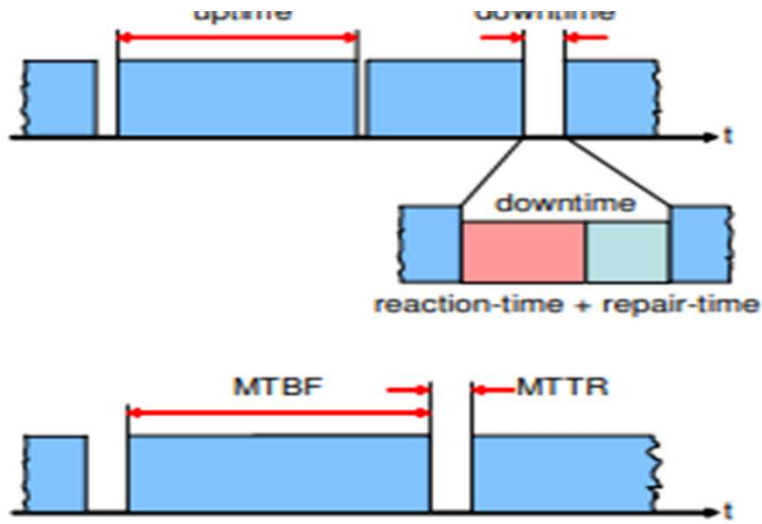 uptime downtime
t
downtime
reaction-time + repair-time
MTBF MTTR
t